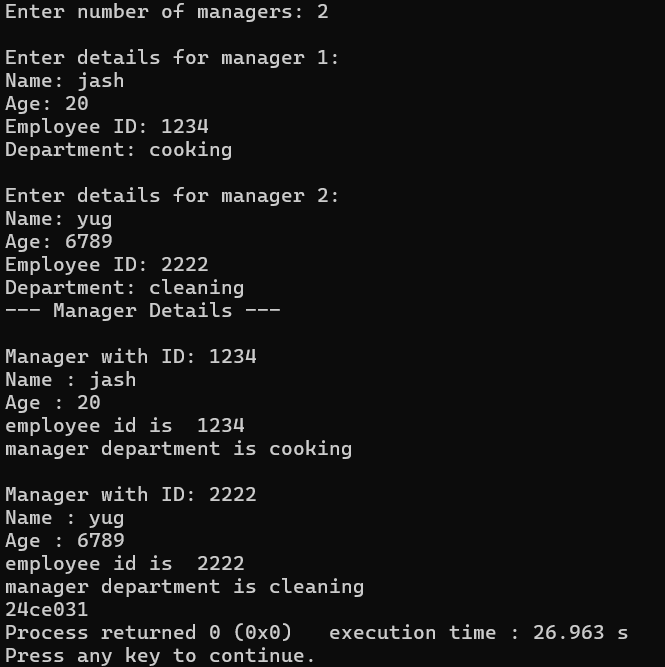 Enter number of managers: 2
Enter details for manager 1:
Name: jash
Age: 20
Employee ID: 1234
Department: cooking
Enter details for manager 2:
Name: yug
Age: 6789
Employee ID: 2222
Department: cleaning
--- Manager Details ---
Manager with ID: 1234
Name : jash
Age : 20
employee id is  1234
manager department is cooking
Manager with ID: 2222
Name : yug
Age : 6789
employee id is  2222
manager department is cleaning
24ce031
Process returned 0 (0x0)   execution time : 26.963 s
Press any key to continue.